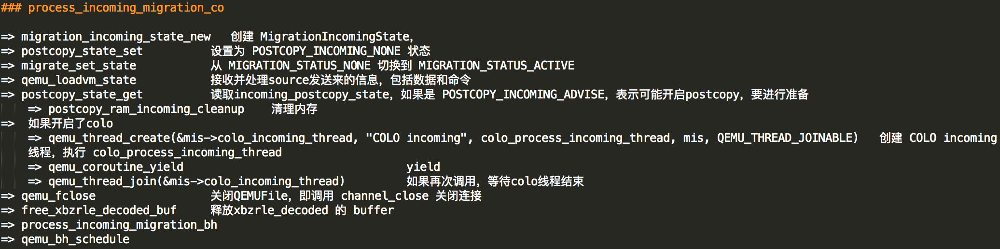 ### process_incoming_migration_co
=> migration_incoming_state_new 创建 MigrationIncomingState,
=> postcopy_state_set 设置为 POSTCOPY_INCOMING_NONE 状态
=> migrate_set_state 从 MIGRATION_STATUS_NONE 切换到 MIGRATION_STATUS_ACTIVE
=> qemu_loadvm_state 接收并处理source发送来的信息，包括数据和命令
=> postcopy_state_get 读取incoming_postcopy_state，如果是 POSTCOPY_INCOMING_ADVISE，表示可能开启postcopy，要进行准备
=> postcopy_ram_incoming_cleanup 清理内存
=> 如果开启了colo
=> qemu_thread_create(&mis->colo_incoming_thread, "COLO incoming", colo_process_incoming_thread, mis, QEMU_THREAD_JOINABLE) 创建 COLO incoming
线程，执行 colo_process_incoming_thread
=> qemu_coroutine_yield yield
=> qemu_thread_join(&mis->colo_incoming_thread) 如果再次调用，等待colo线程结束
=> qemu_fclose 关闭QEMUFile，即调用 channel_close 关闭连接
=> free_xbzrle_decoded_buf 释放xbzrle_decoded 的 buffer
=> process_incoming_migration_bh
=> qemu_bh_schedule